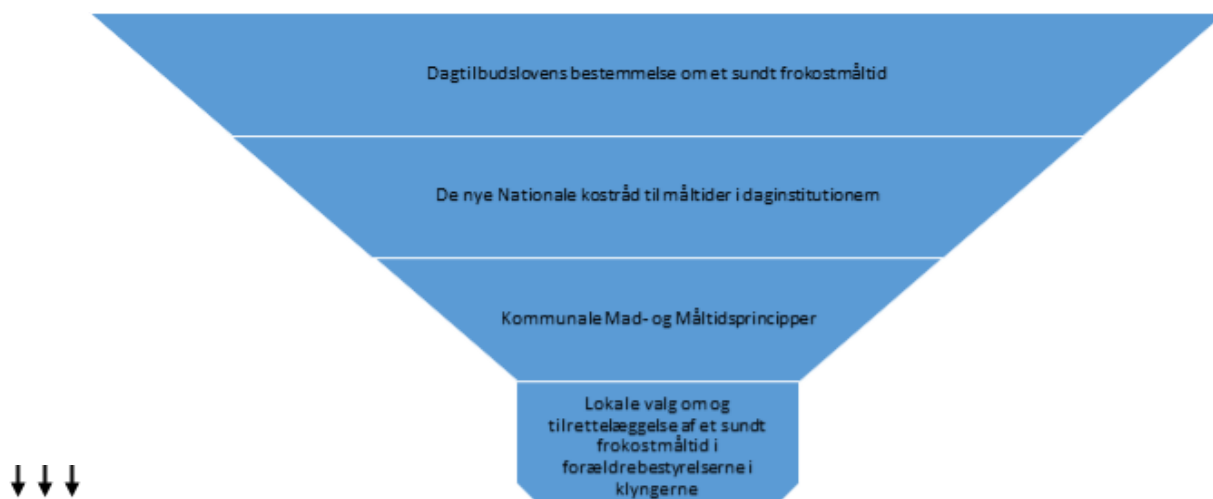 Dagtilbudslovens bestemmelse om et sundt frokostmåltid
De nye Nationale kostråd til måltider i daginstitutionem
Kommunale Mad- og Måltidsprincipper
Lokale valg om og
tilrettelæggelse af et sundt
frokostmåltid i
forældrebestyrelserne i
klyngerne